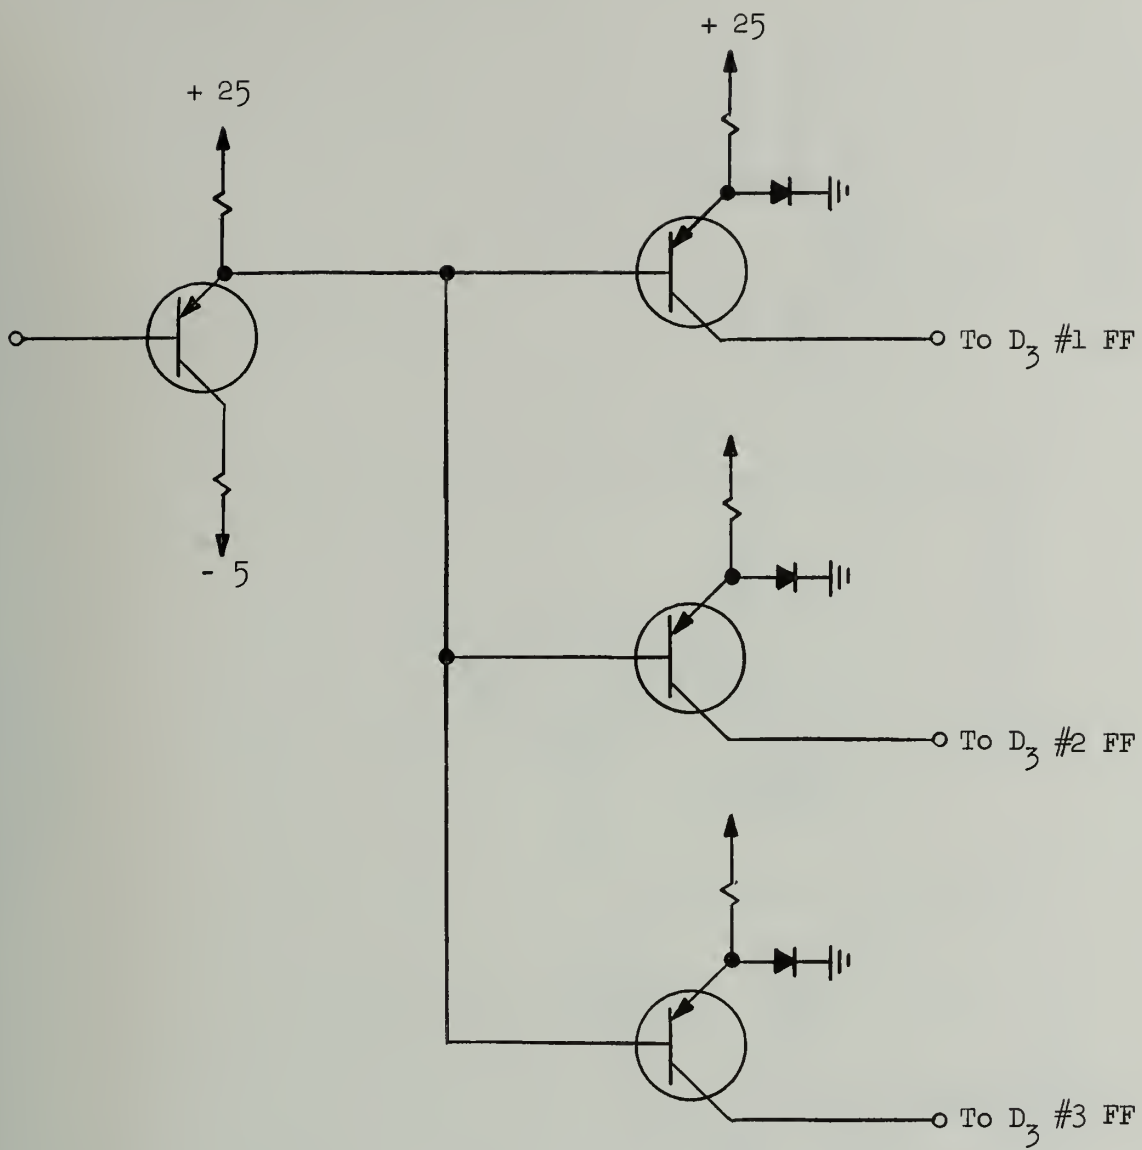 + 25
+ 25
To D₃ #1 FF
- 5
To D₃ #2 FF
To D₃ #3 FF